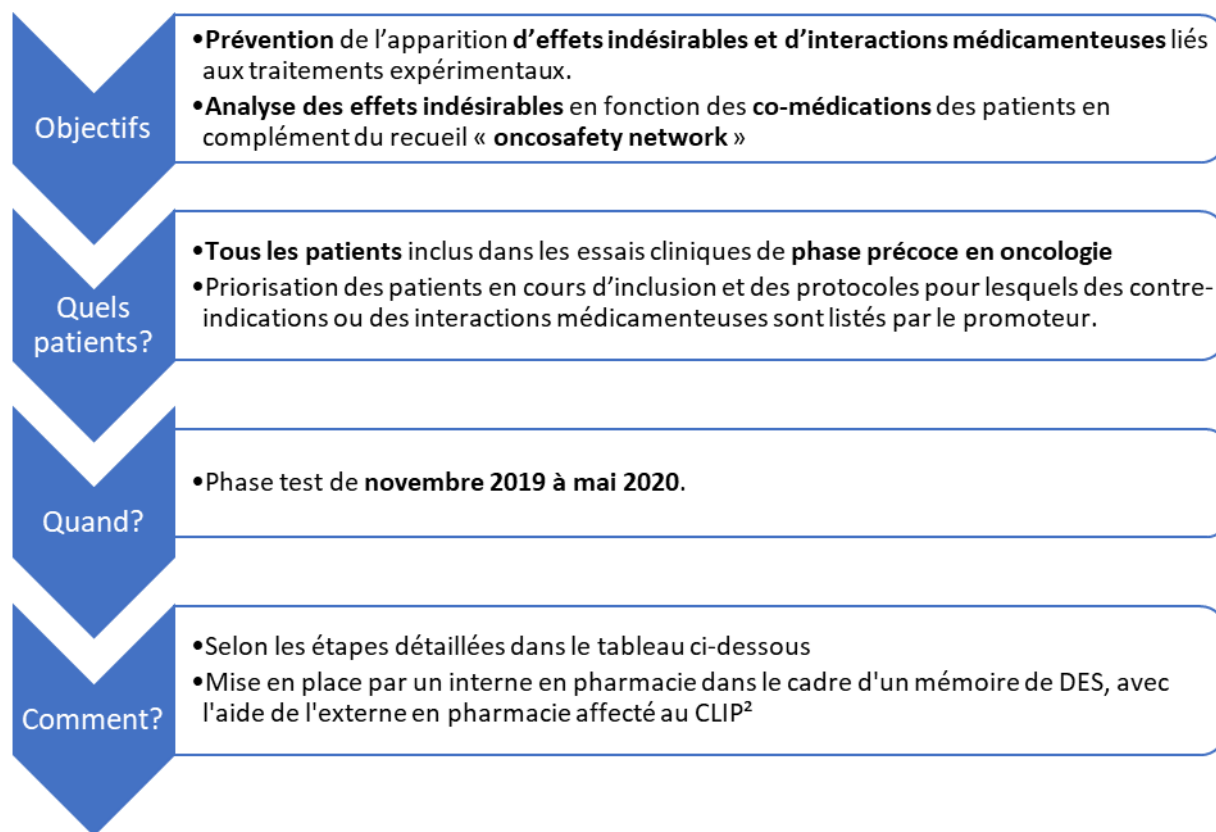 Objectifs
•Prévention de l’apparition d’effets indésirables et d’interactions médicamenteuses liés
aux traitements expérimentaux.
•Analyse des effets indésirables en fonction des co-médications des patients en
complément du recueil « oncosafety network »
Quels
patients?
•Tous les patients inclus dans les essais cliniques de phase précoce en oncologie
•Priorisation des patients en cours d’inclusion et des protocoles pour lesquels des contre-
indications ou des interactions médicamenteuses sont listés par le promoteur.
Quand?
•Phase test de novembre 2019 à mai 2020.
Comment?
•Selon les étapes détaillées dans le tableau ci-dessous
•Mise en place par un interne en pharmacie dans le cadre d'un mémoire de DES, avec
l'aide de l'externe en pharmacie affecté au CLIP²